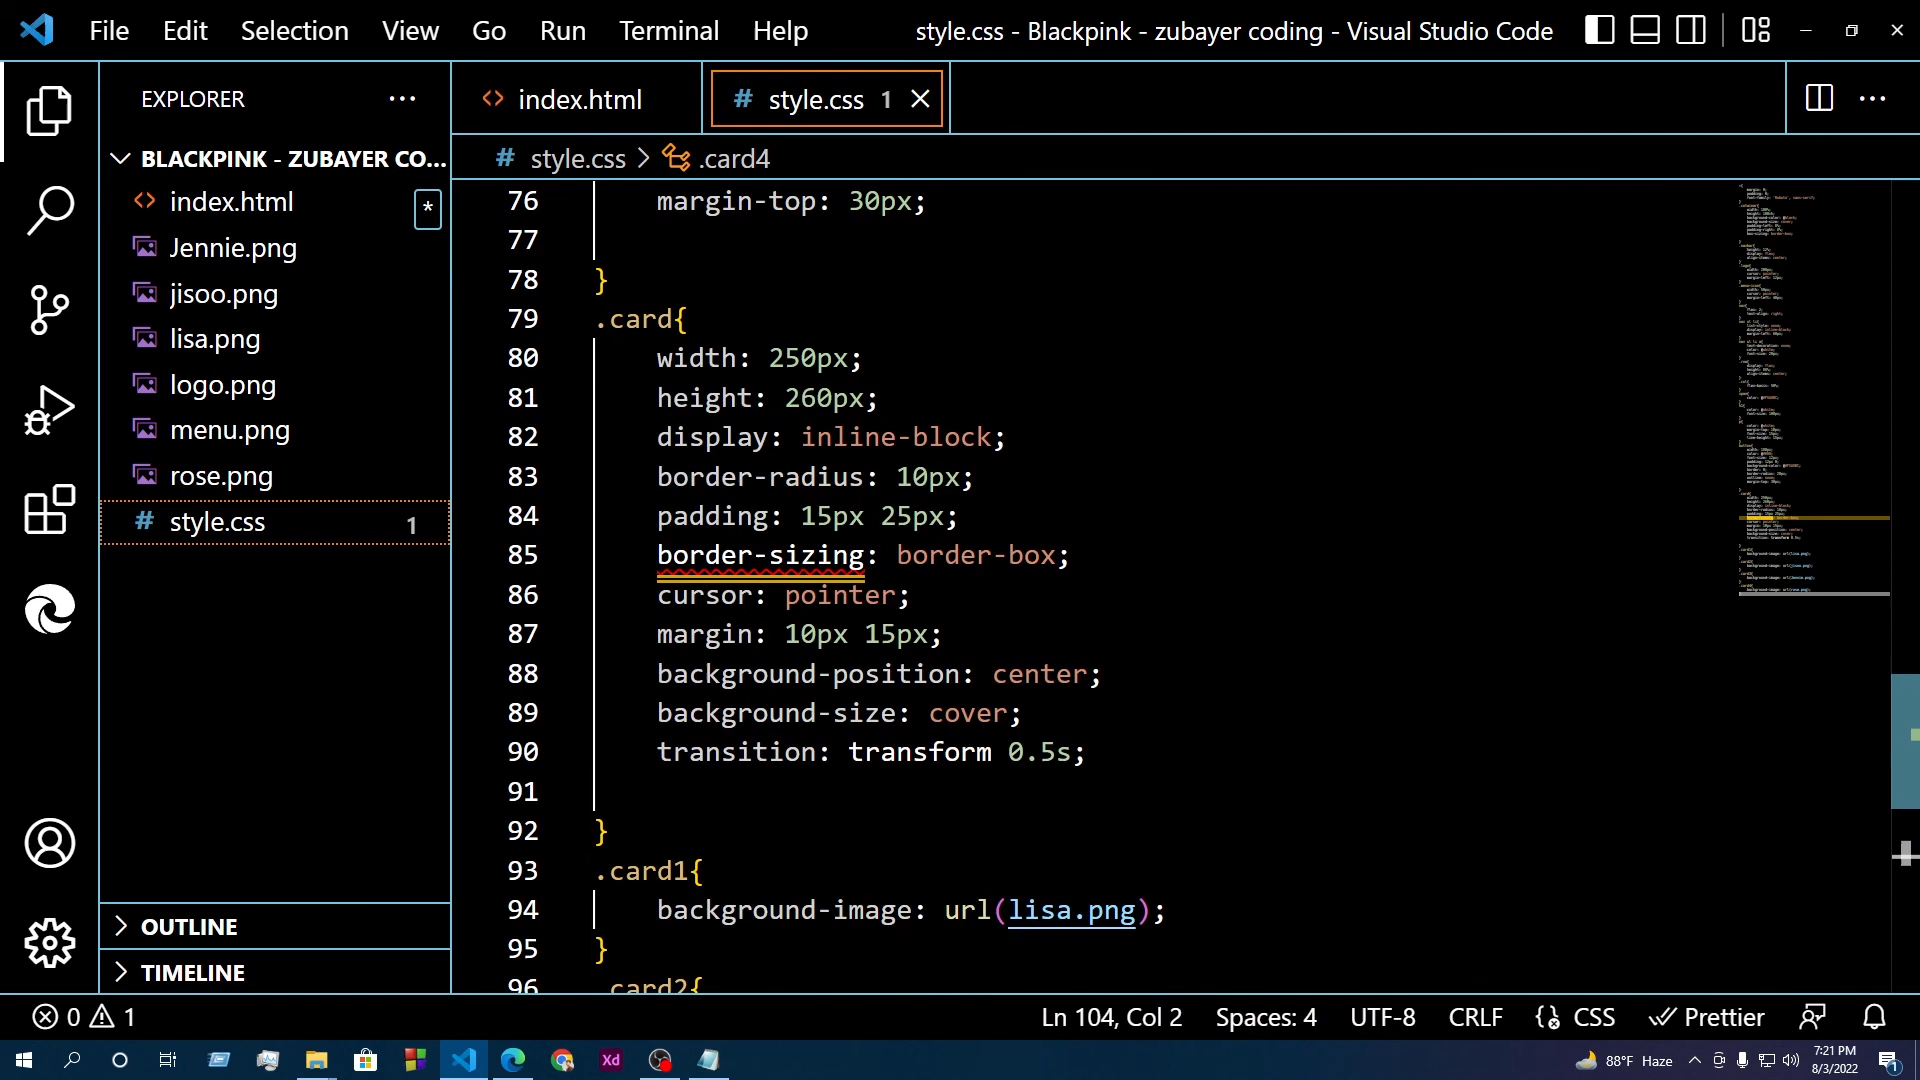 File Edit Selection View Go Run Terminal Help style.css - Blackpink - zubayer coding - Visual Studio Code
EXPLORER ···
BLACKPINK - ZUBAYER CO...
index.html
*
Jennie.png
jisoo.png
lisa.png
logo.png
menu.png
rose.png
style.css 1
OUTLINE
TIMELINE
index.html
# style.css 1
# style.css > .card4
76 margin-top: 30px;
77
78 }
79 .card{
80 width: 250px;
81 height: 260px;
82 display: inline-block;
83 border-radius: 10px;
84 padding: 15px 25px;
85 border-sizing: border-box;
86 cursor: pointer;
87 margin: 10px 15px;
88 background-position: center;
89 background-size: cover;
90 transition: transform 0.5s;
91
92 }
93 .card1{
94 background-image: url(lisa.png);
95 }
96 .card2{
0 1 Ln 104, Col 2 Spaces: 4 UTF-8 CRLF CSS Prettier
Xd 88°F Haze 7:21 PM
8/3/2022
1